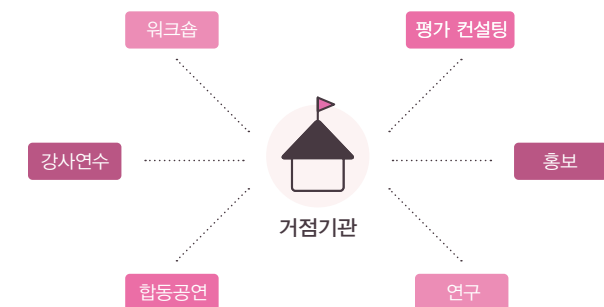 워크숍
평가 컨설팅
강사연수
홍보
거점기관
합동공연
연구